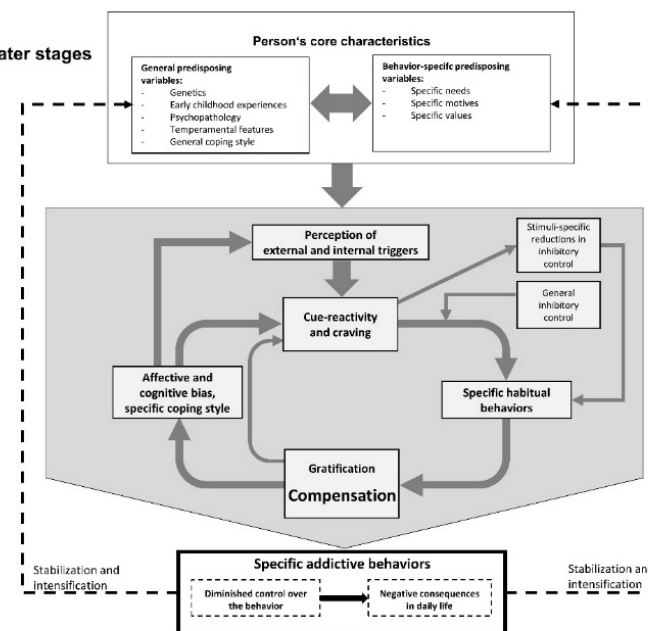 ater stages
Person's core characteristics
General predisposing
variables:
- Genetics
- Early childhood experiences
- Psychopathology
- Temperamental features
- General coping style
Behavior-specifc predisposing
variables:
- Specific needs
- Specific motives
- Specific values
Perception of
external and internal triggers
Stimuli-specific
reductions in
inhibitory
control
General
inhibitory
control
Cue-reactivity
and craving
Affective and
cognitive bias,
specific coping style
Specific habitual
behaviors
Gratification
Compensation
Stabilization and
intensification
Specific addictive behaviors
Diminished control over
the behavior
Negative consequences
in daily life
Stabilization an
intensification